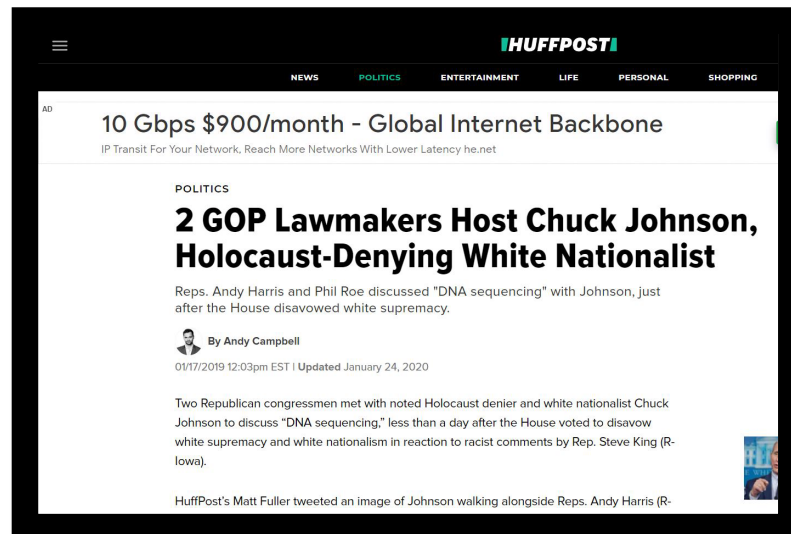 HUFFPOST
NEWS POLITICS ENTERTAINMENT LIFE PERSONAL SHOPPING
AD
10 Gbps $900/month - Global Internet Backbone
IP Transit For Your Network, Reach More Networks With Lower Latency he.net
POLITICS
2 GOP Lawmakers Host Chuck Johnson,
Holocaust-Denying White Nationalist
Reps. Andy Harris and Phil Roe discussed "DNA sequencing" with Johnson, just
after the House disavowed white supremacy.
By Andy Campbell
01/17/2019 12:03pm EST | Updated January 24, 2020
Two Republican congressmen met with noted Holocaust denier and white nationalist Chuck
Johnson to discuss “DNA sequencing,” less than a day after the House voted to disavow
white supremacy and white nationalism in reaction to racist comments by Rep. Steve King (R-
Iowa).
HuffPost’s Matt Fuller tweeted an image of Johnson walking alongside Reps. Andy Harris (R-